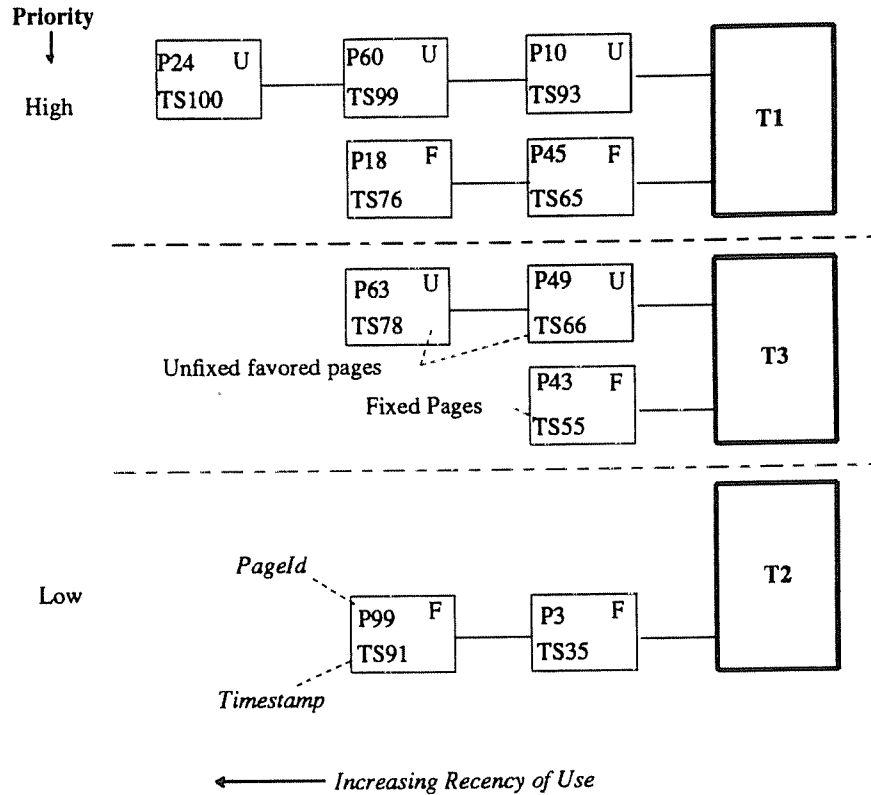 Priority
High
P24 U
TS100
P60 U
TS99
P10 U
TS93
T1
P18 F
TS76
P45 F
TS65
P63 U
TS78
P49 U
TS66
T3
Unfixed favored pages
Fixed Pages
P43 F
TS55
Low
PageId
P99 F
TS91
P3 F
TS35
T2
Timestamp
Increasing Recency of Use